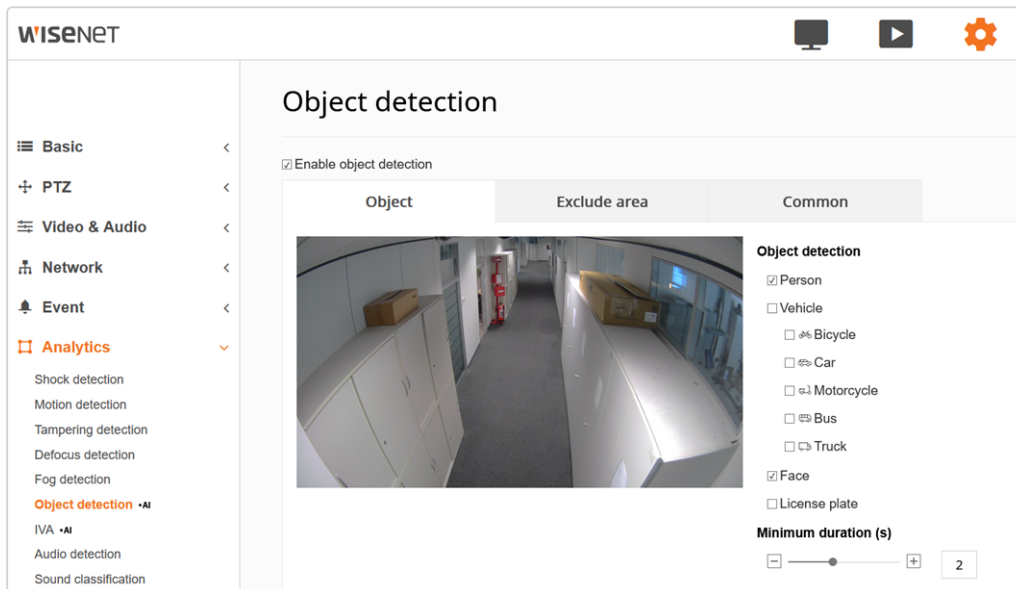 WISENET
Object detection
Basic
PTZ
Video & Audio
Network
Event
Analytics
Shock detection
Motion detection
Tampering detection
Defocus detection
Fog detection
Object detection •AI
IVA •AI
Audio detection
Sound classification
Enable object detection
Object Exclude area Common
Object detection
Person
Vehicle
Bicycle
Car
Motorcycle
Bus
Truck
Face
License plate
Minimum duration (s)
2